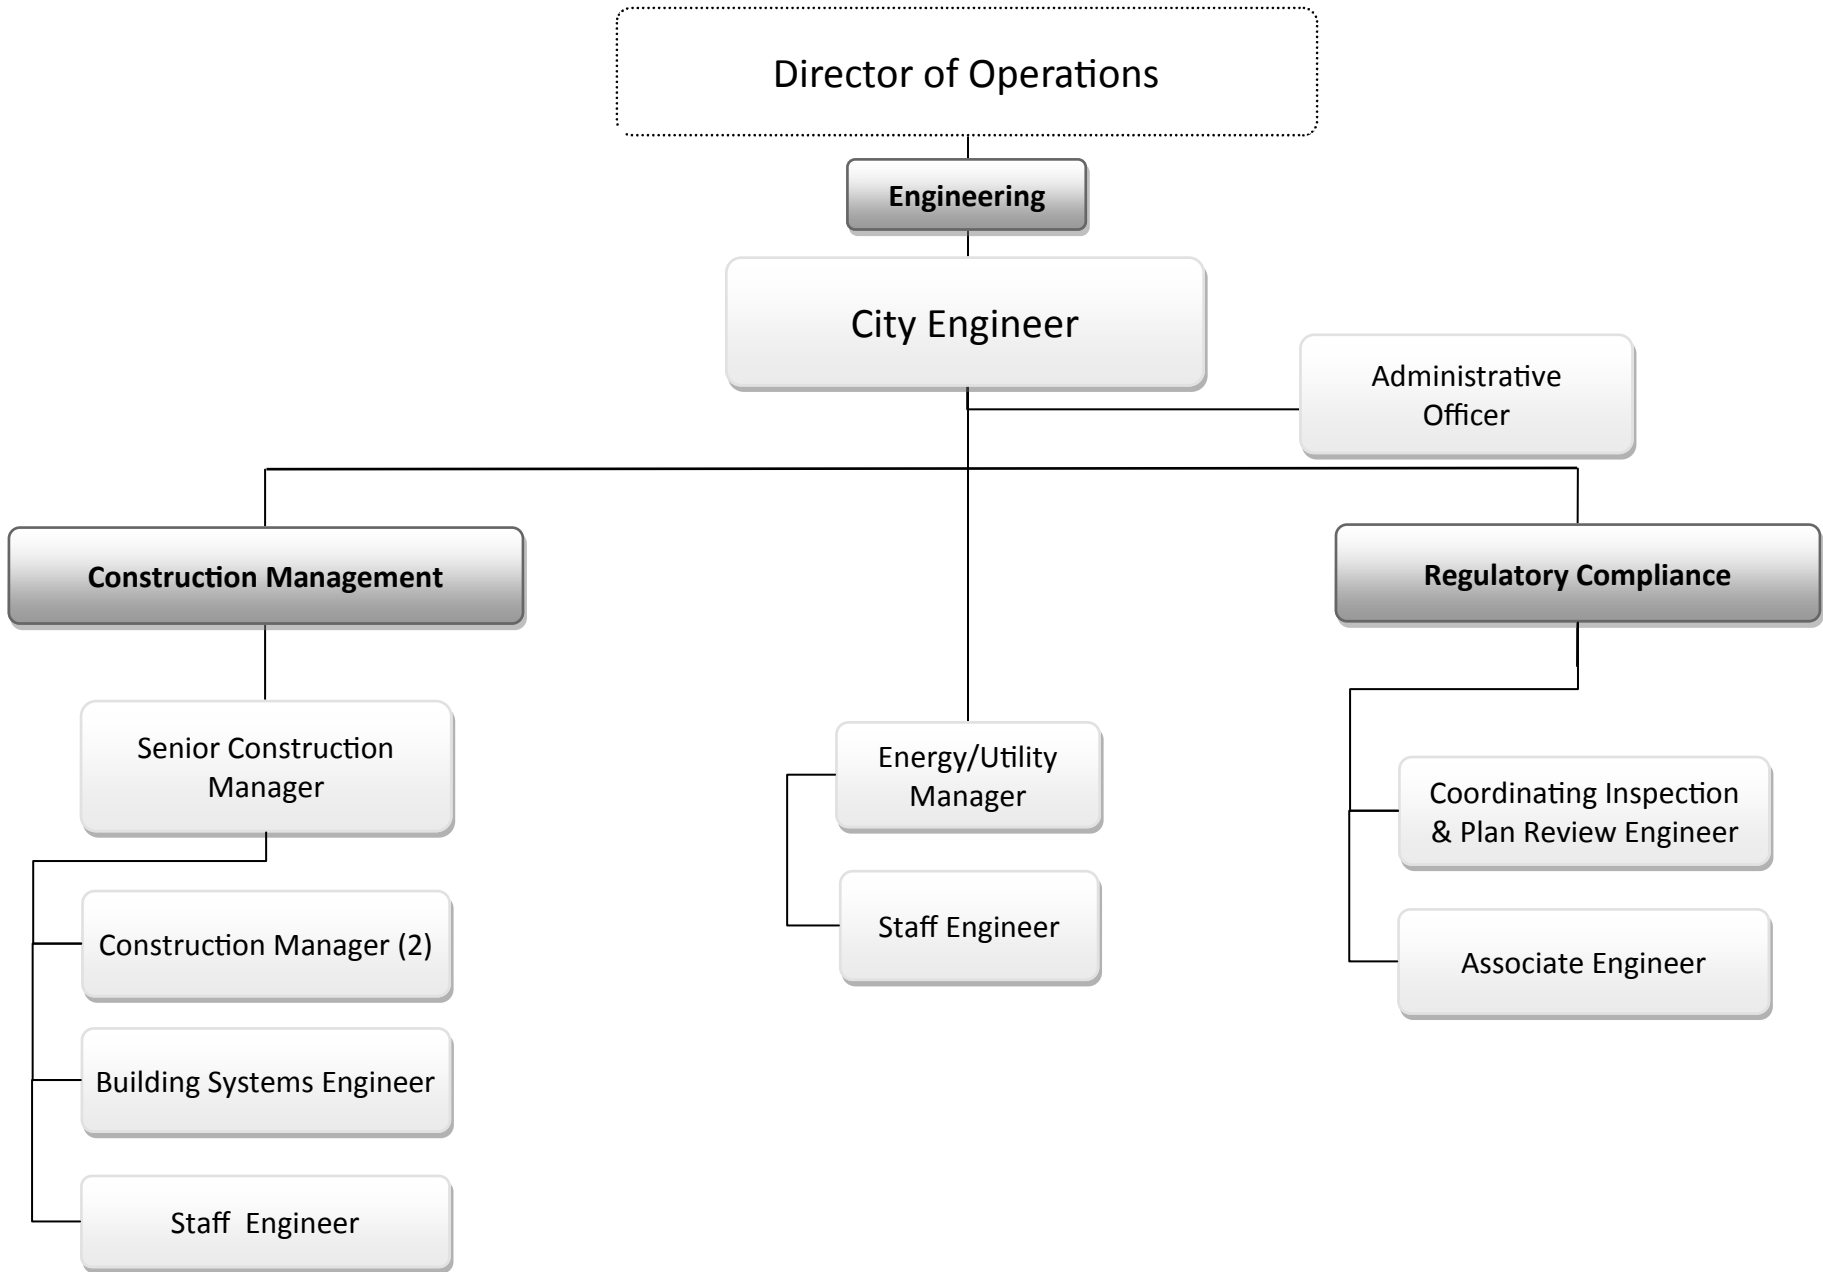 Director of Operations
Engineering
City Engineer
Administrative
Officer
Construction Management
Regulatory Compliance
Senior Construction
Manager
Energy/Utility
Manager
Coordinating Inspection
& Plan Review Engineer
Construction Manager (2)
Staff Engineer
Associate Engineer
Building Systems Engineer
Staff Engineer